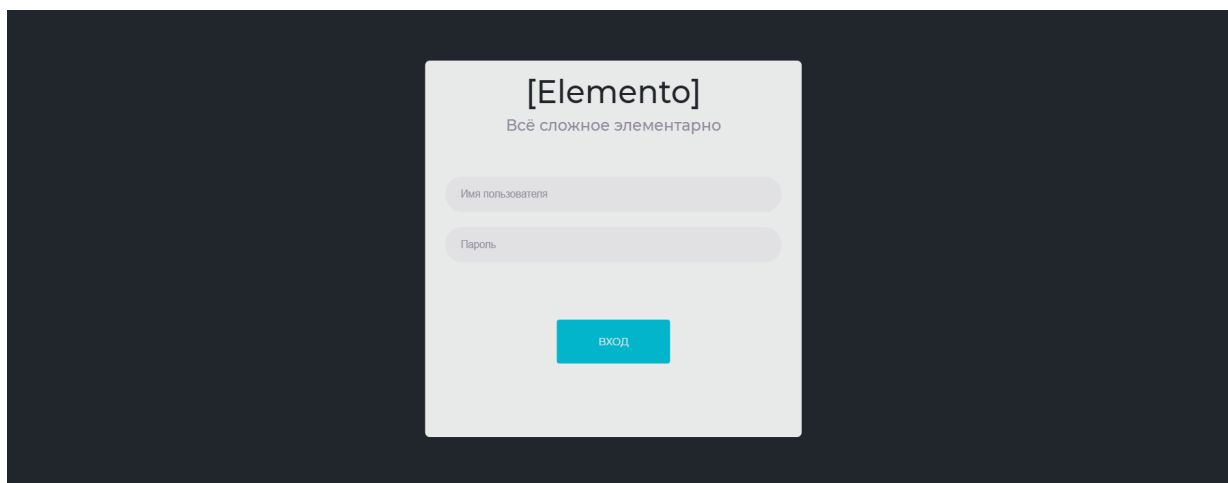 [Elemento]
Всё сложное элементарно
Имя пользователя
Пароль
ВХОД